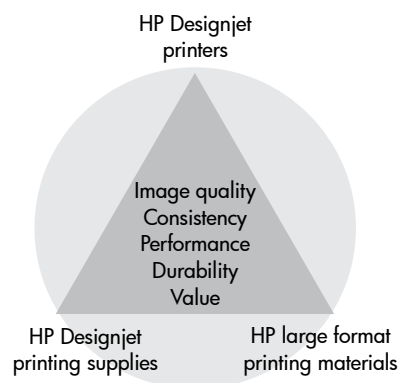 HP Designjet
printers
Image quality
Consistency
Performance
Durability
Value
HP Designjet
printing supplies
HP large format
printing materials